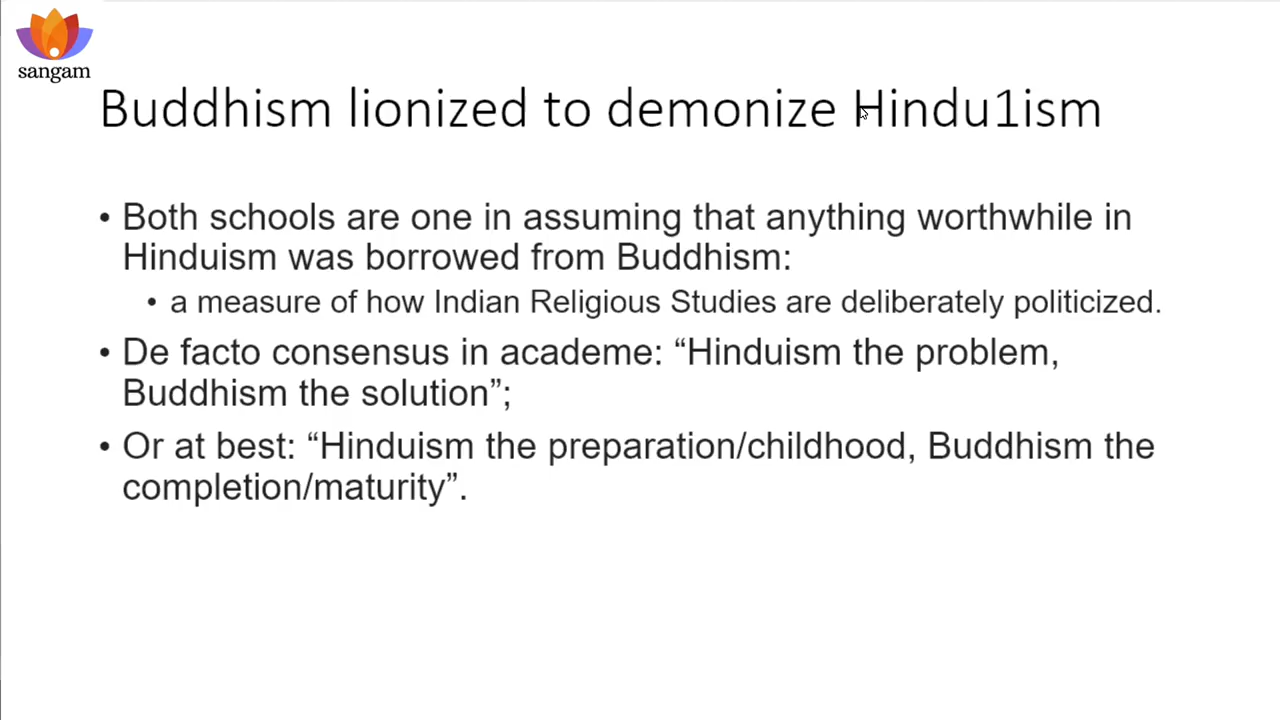 sangam
Buddhism lionized to demonize Hindu1ism
• Both schools are one in assuming that anything worthwhile in
Hinduism was borrowed from Buddhism:
• a measure of how Indian Religious Studies are deliberately politicized.
• De facto consensus in academe: “Hinduism the problem,
Buddhism the solution”;
• Or at best: “Hinduism the preparation/childhood, Buddhism the
completion/maturity”.